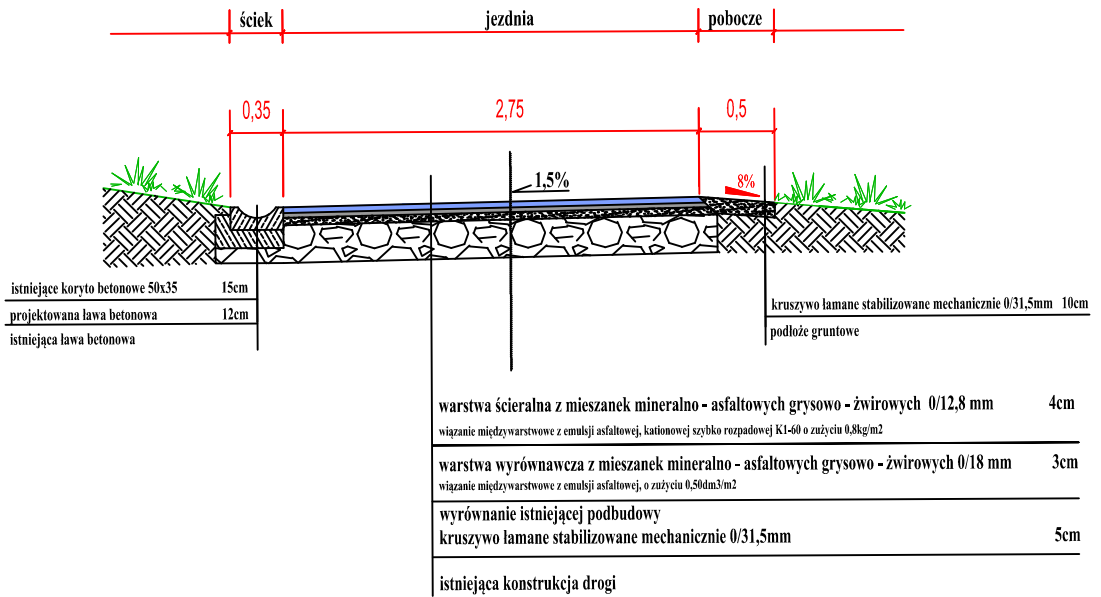 ściek
jezdnia
pobocze
0,35
2,75
0,5
1,5%
8%
istniejące koryto betonowe 50x35 15cm
projektowana ława betonowa 12cm
istniejąca ława betonowa
kruszywo łamane stabilizowane mechanicznie 0/31,5mm 10cm
podłoże gruntowe
warstwa ścieralna z mieszanek mineralno - asfaltowych grysowo - żwirowych 0/12,8 mm 4cm
wiązanie międzywarstwowe z emulsji asfaltowej, kationowej szybko rozpadowej K1-60 o zużyciu 0,8kg/m2
warstwa wyrównawcza z mieszanek mineralno - asfaltowych grysowo - żwirowych 0/18 mm 3cm
wiązanie międzywarstwowe z emulsji asfaltowej, o zużyciu 0,50dm3/m2
wyrównanie istniejącej podbudowy
kruszywo łamane stabilizowane mechanicznie 0/31,5mm 5cm
istniejąca konstrukcja drogi